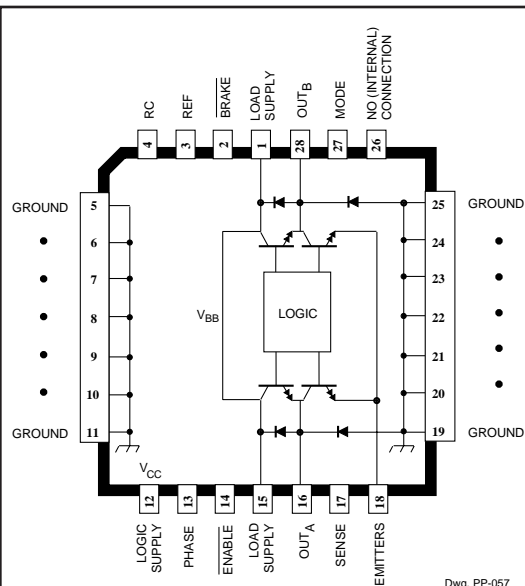 RC
REF
BRAKE
LOAD
SUPPLY
OUTB
MODE
NO (INTERNAL)
CONNECTION
4
3
2
1
28
27
26
GROUND
5
25
GROUND
6
24
7
23
8
VBB
LOGIC
22
9
21
10
20
GROUND
11
19
GROUND
VCC
12
13
14
15
16
17
18
LOGIC
SUPPLY
PHASE
ENABLE
LOAD
SUPPLY
OUTA
SENSE
EMITTERS
Dwg. PP-057